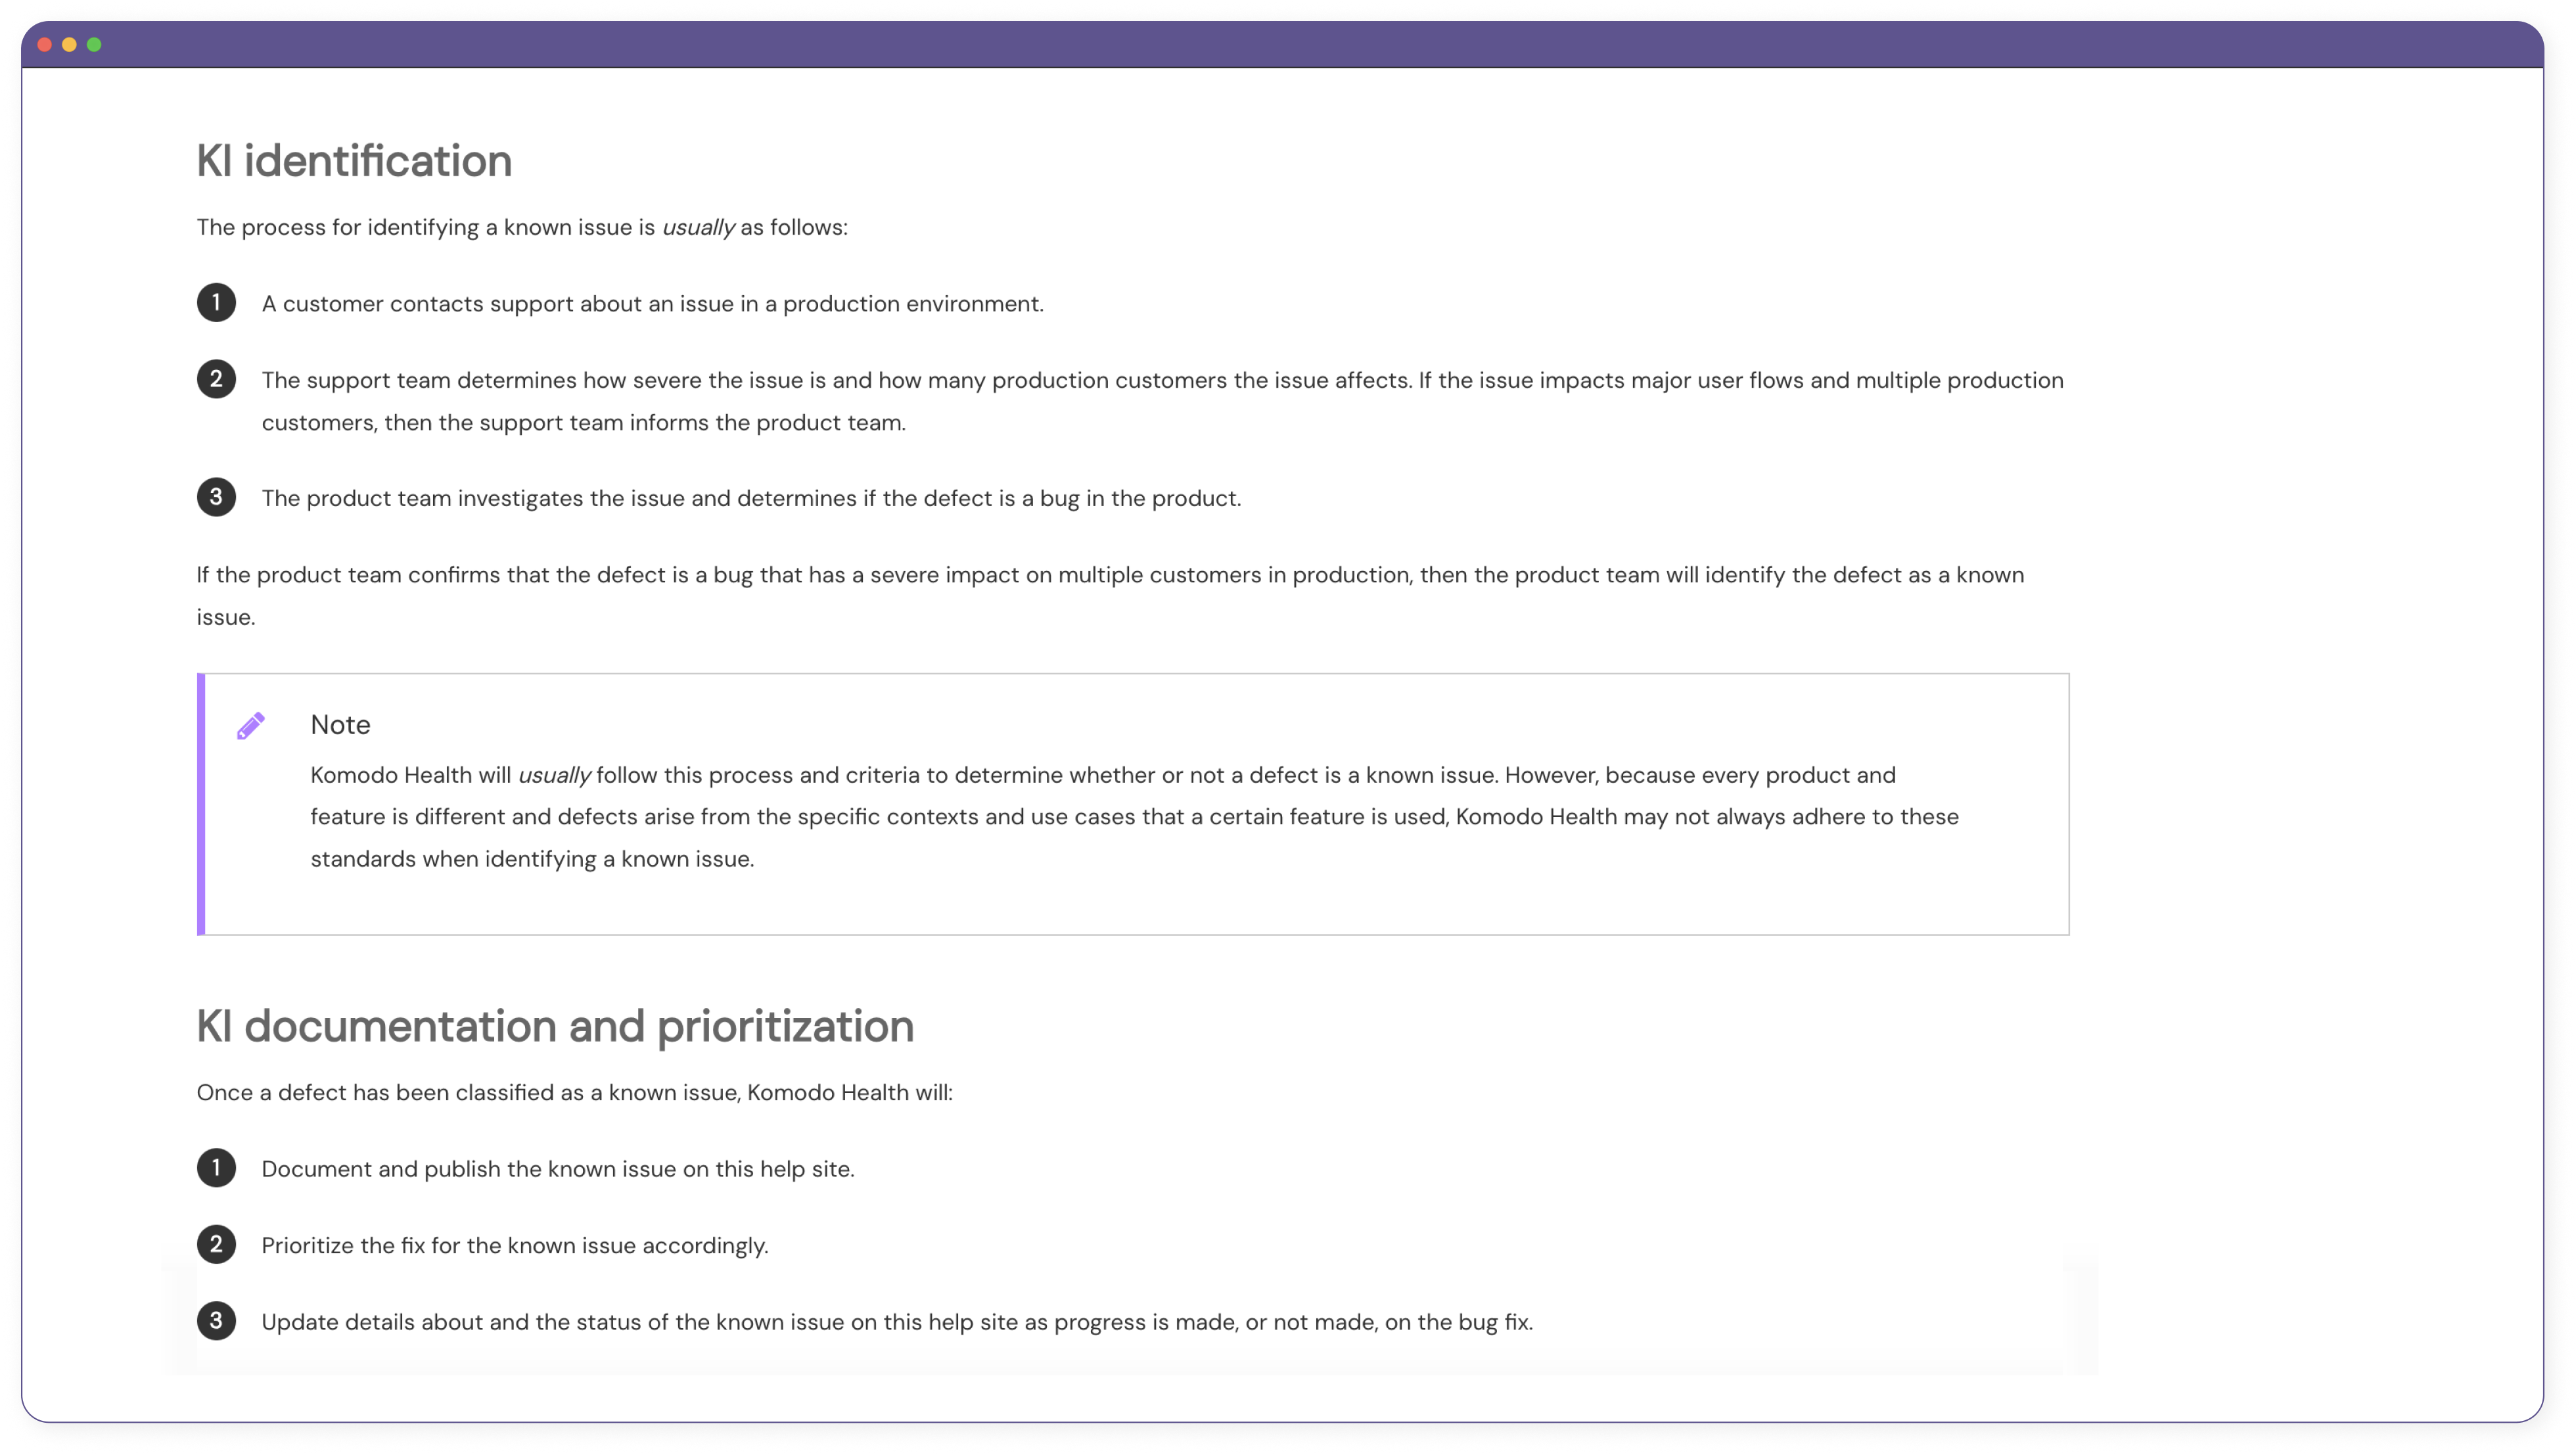 KI identification
The process for identifying a known issue is usually as follows:
1 A customer contacts support about an issue in a production environment.
2 The support team determines how severe the issue is and how many production customers the issue affects. If the issue impacts major user flows and multiple production
customers, then the support team informs the product team.
3 The product team investigates the issue and determines if the defect is a bug in the product.
If the product team confirms that the defect is a bug that has a severe impact on multiple customers in production, then the product team will identify the defect as a known
issue.
Note
Komodo Health will usually follow this process and criteria to determine whether or not a defect is a known issue. However, because every product and
feature is different and defects arise from the specific contexts and use cases that a certain feature is used, Komodo Health may not always adhere to these
standards when identifying a known issue.
KI documentation and prioritization
Once a defect has been classified as a known issue, Komodo Health will:
1 Document and publish the known issue on this help site.
2 Prioritize the fix for the known issue accordingly.
3 Update details about and the status of the known issue on this help site as progress is made, or not made, on the bug fix.